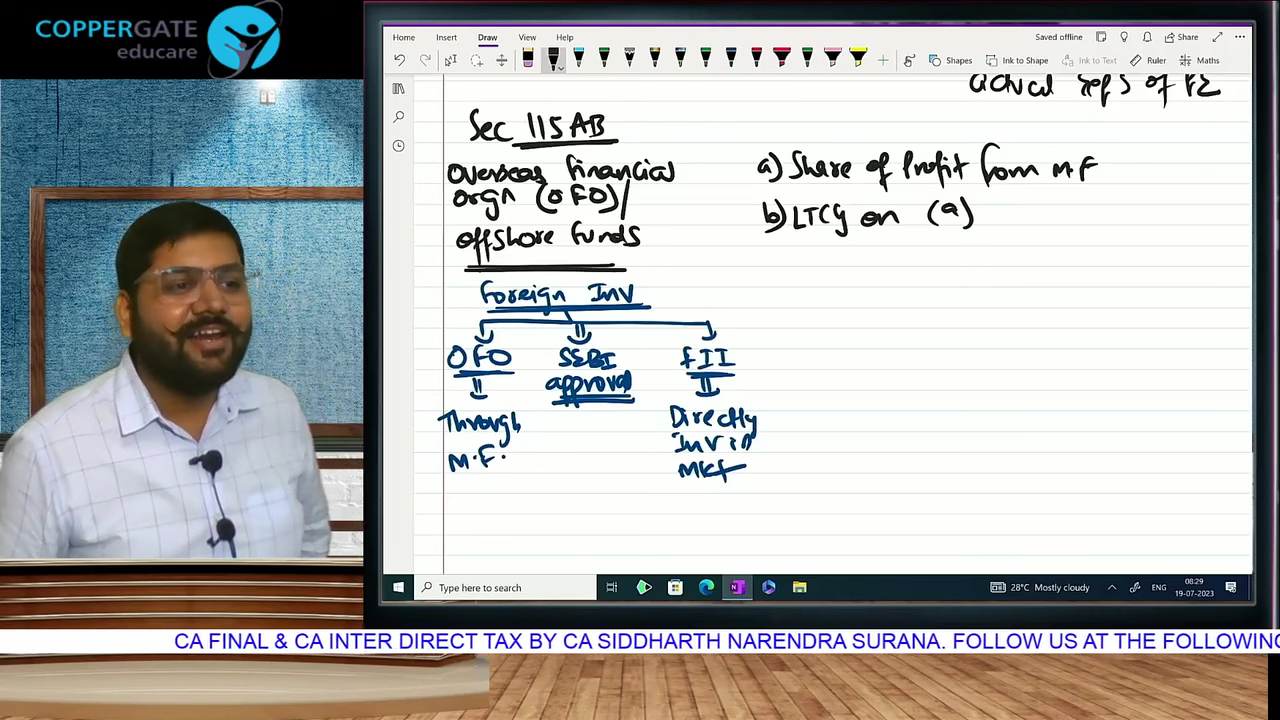 COPPERGATE
educare
Home Insert Draw View Help
Saved offline
Share
Shapes
Ink to Shape
Ink to Text
Ruler
Maths
Sec 115AB
overseas financial
orgn (OFO)/
offshore funds
a) Share of Profit from M.F
b) LTCG on (a)
Foreign Inv
OFO
SEBI
approval
FII
Through
M.F.
Directly
Inv in
Mkt
Type here to search
28°C Mostly cloudy
ENG
08:29
19-07-2023
CA FINAL & CA INTER DIRECT TAX BY CA SIDDHARTH NARENDRA SURANA. FOLLOW US AT THE FOLLOWING